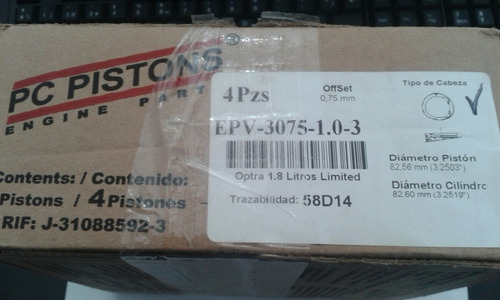 PC PISTONS
ENGINE PART
Contents: / Contenido:
Pistons / 4 Pistones
RIF: J-31088592-3
4 Pzs
OffSet
0,75 mm
Tipo de Cabeza
EPV-3075-1.0-3
Optra 1.8 Litros Limited
Trazabilidad: 58D14
Diámetro Pistón
82,56 mm (3.2503")
Diámetro Cilindro
82,60 mm (3.2519")